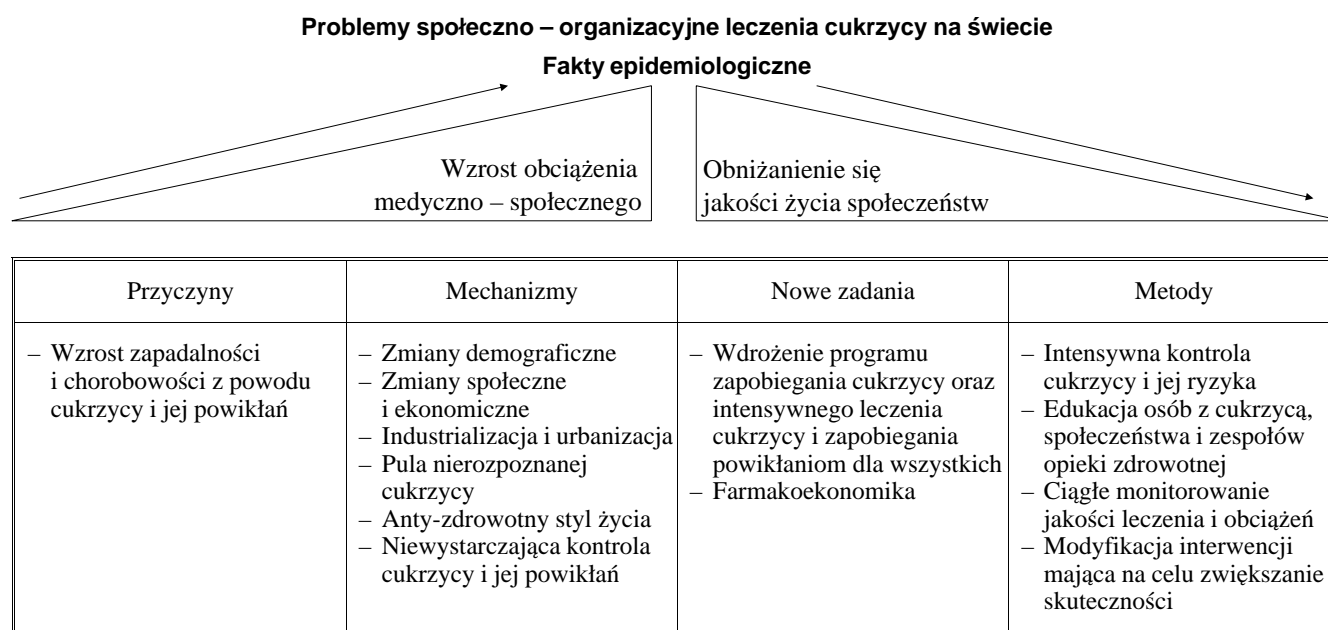 Problemy społeczno – organizacyjne leczenia cukrzycy na świecie
Fakty epidemiologiczne
Wzrost obciążenia
medyczno – społecznego
Obniżanienie się
jakości życia społeczeństw
Przyczyny
– Wzrost zapadalności
i chorobowości z powodu
cukrzycy i jej powikłań
Mechanizmy
– Zmiany demograficzne
– Zmiany społeczne
i ekonomiczne
– Industrializacja i urbanizacja
– Pula nierozpoznanej
cukrzycy
– Anty-zdrowotny styl życia
– Niewystarczająca kontrola
cukrzycy i jej powikłań
Nowe zadania
– Wdrożenie programu
zapobiegania cukrzycy oraz
intensywnego leczenia
cukrzycy i zapobiegania
powikłaniom dla wszystkich
– Farmakoekonomika
Metody
– Intensywna kontrola
cukrzycy i jej ryzyka
– Edukacja osób z cukrzycą,
społeczeństwa i zespołów
opieki zdrowotnej
– Ciągłe monitorowanie
jakości leczenia i obciążeń
– Modyfikacja interwencji
mająca na celu zwiększanie
skuteczności